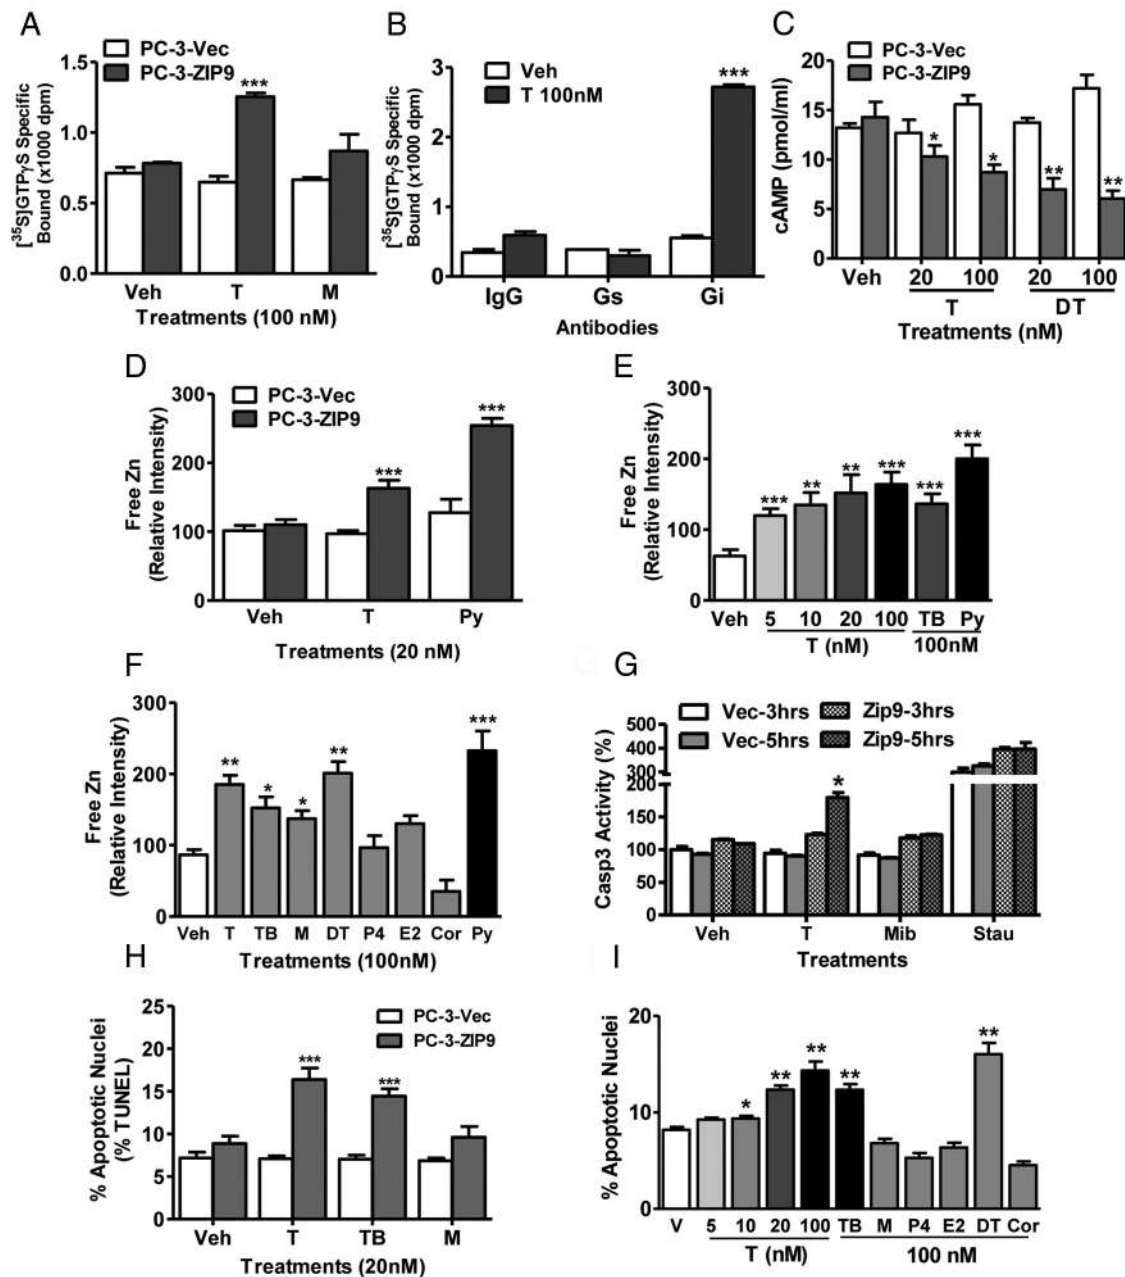 A
PC-3-Vec
PC-3-ZIP9
[³⁵S]GTPγS Specific
Bound (x1000 dpm)
1.5
1.0
0.5
0.0
***
Veh T M
Treatments (100 nM)
B
Veh
T 100nM
[³⁵S]GTPγS Specific
Bound (x1000 dpm)
3
2
1
0
***
IgG Gs Gi
Antibodies
C
PC-3-Vec
PC-3-ZIP9
cAMP (pmol/ml)
20
15
10
5
0
* * ** **
Veh 20 100 20 100
T DT
Treatments (nM)
D
PC-3-Vec
PC-3-ZIP9
Free Zn
(Relative Intensity)
300
200
100
0
*** ***
Veh T Py
Treatments (20 nM)
E
Free Zn
(Relative Intensity)
300
200
100
0
*** ** ** *** *** ***
Veh 5 10 20 100 TB Py
T (nM) 100nM
F
Free Zn
(Relative Intensity)
300
200
100
0
** * * ** ***
Veh T TB M DT P4 E2 Cor Py
Treatments (100nM)
G
Vec-3hrs Zip9-3hrs
Vec-5hrs Zip9-5hrs
Casp3 Activity (%)
500
400
300
200
150
100
50
0
*
Veh T Mib Stau
Treatments
H
PC-3-Vec
PC-3-ZIP9
% Apoptotic Nuclei
(% TUNEL)
25
20
15
10
5
0
*** ***
Veh T TB M
Treatments (20nM)
I
% Apoptotic Nuclei
20
10
0
* ** ** ** **
V 5 10 20 100 TB M P4 E2 DT Cor
T (nM) 100 nM